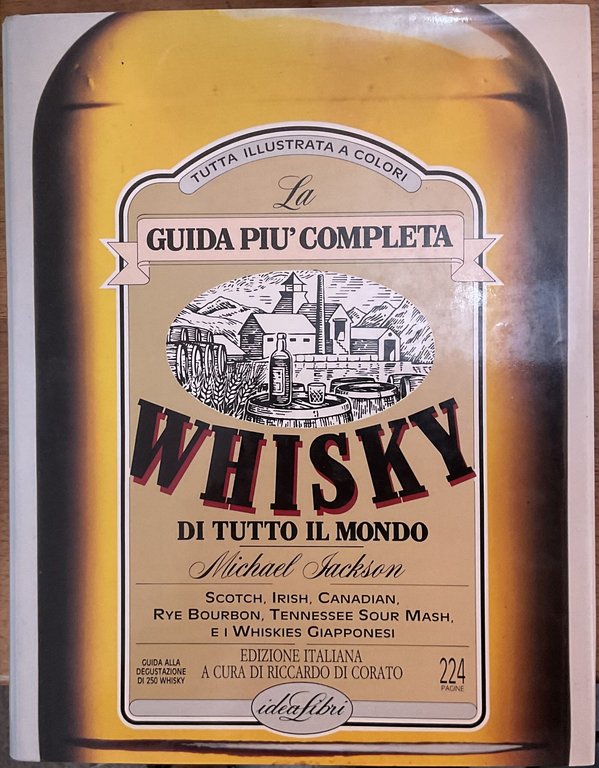 TUTTA ILLUSTRATA A COLORI
La
GUIDA PIU' COMPLETA
WHISKY
DI TUTTO IL MONDO
Michael Jackson
SCOTCH, IRISH, CANADIAN,
RYE BOURBON, TENNESSEE SOUR MASH,
E I WHISKIES GIAPPONESI
GUIDA ALLA
DEGUSTAZIONE
DI 250 WHISKY
EDIZIONE ITALIANA
A CURA DI RICCARDO DI CORATO
224
PAGINE
idealibri